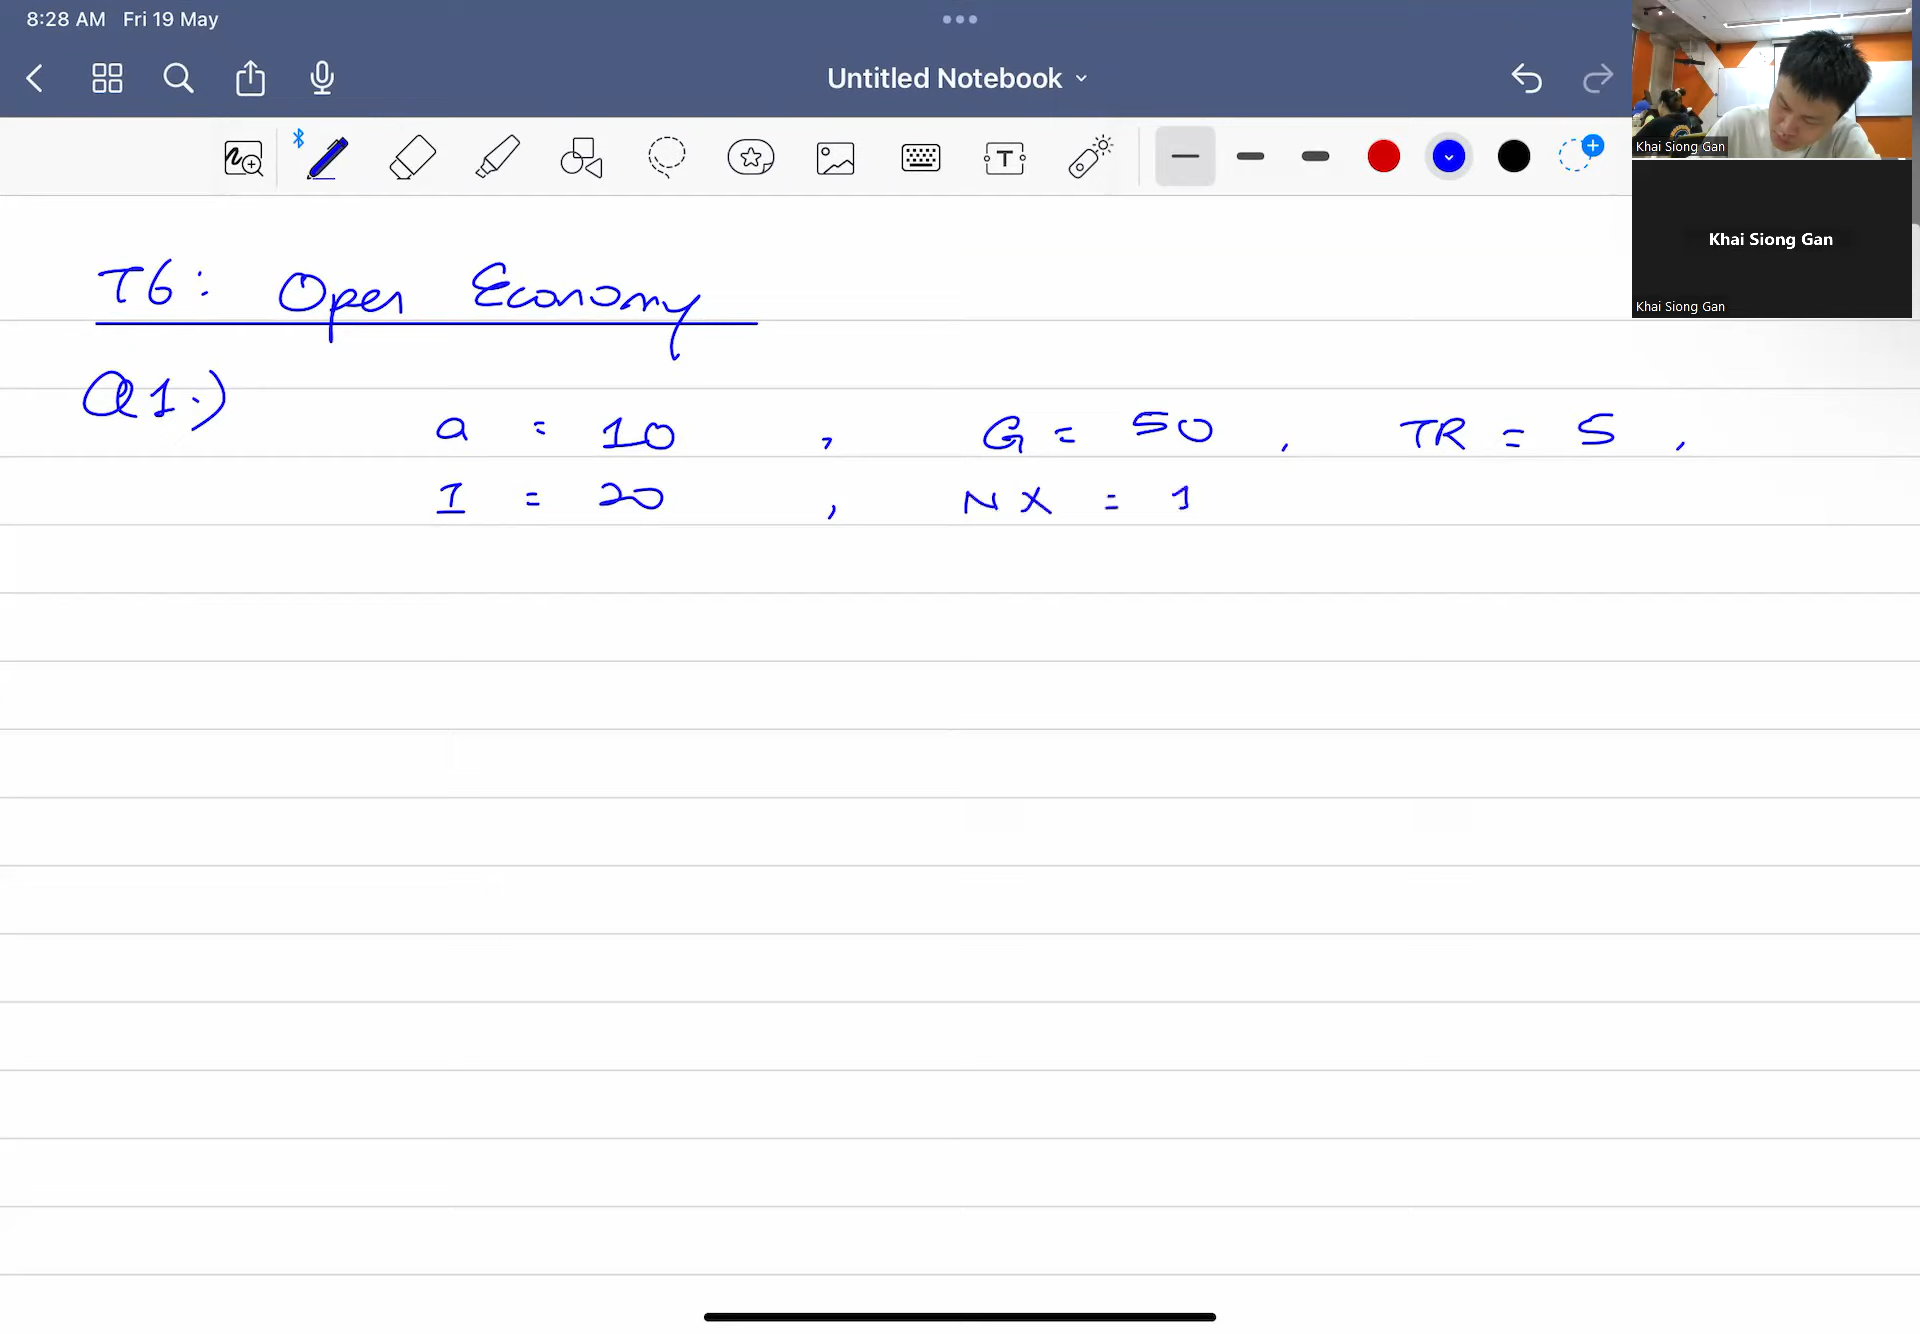 8:28 AM Fri 19 May
Untitled Notebook
Khai Siong Gan
Khai Siong Gan
Khai Siong Gan
T6: Open Economy
Q1.)
a = 10 , G = 50 , TR = 5 ,
I = 20 , NX = 1